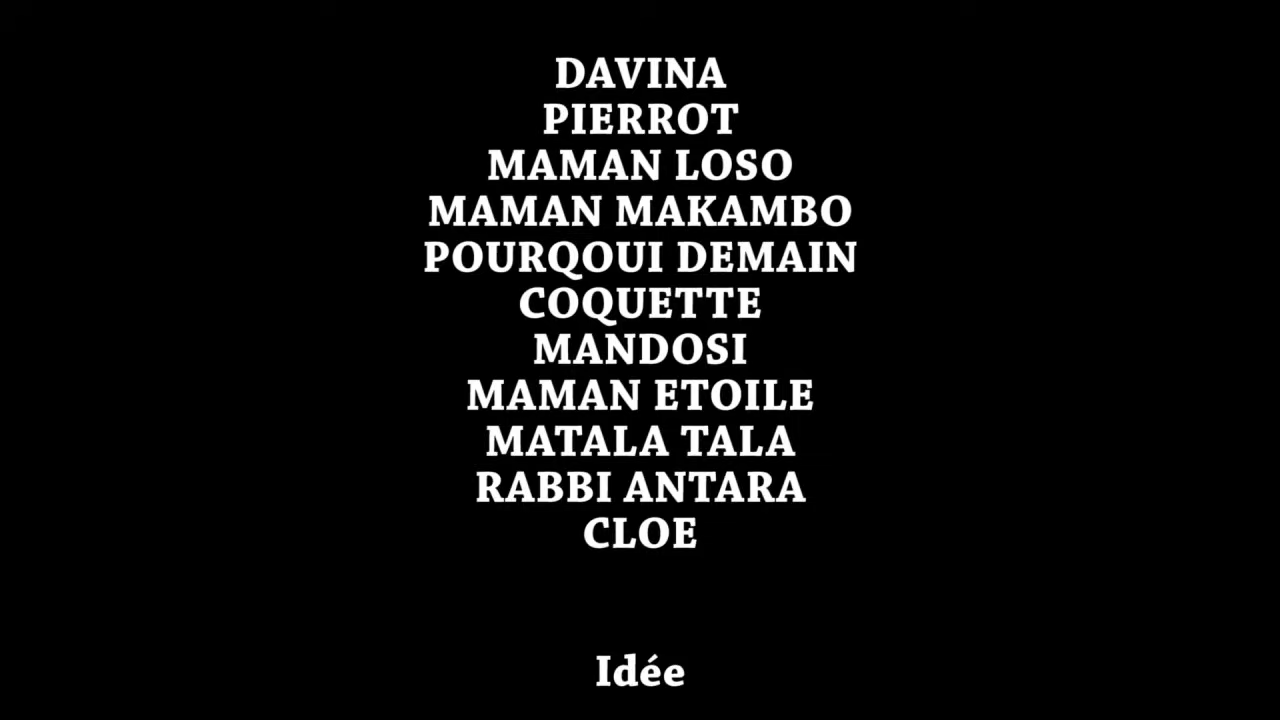 DAVINA
PIERROT
MAMAN LOSO
MAMAN MAKAMBO
POURQOUI DEMAIN
COQUETTE
MANDOSI
MAMAN ETOILE
MATALA TALA
RABBI ANTARA
CLOE
Idée